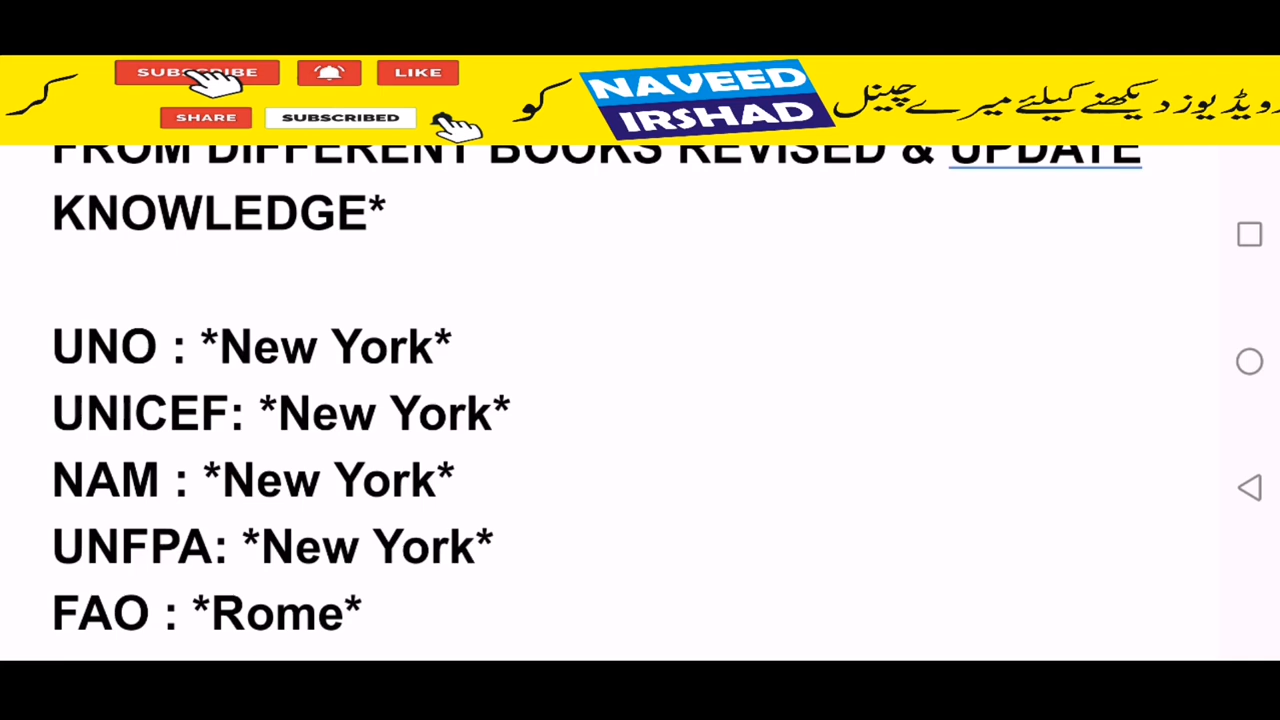 SUBSCRIBE LIKE
SHARE SUBSCRIBED
کر
کو
NAVEED
IRSHAD
ویڈیوز دیکھنے کیلئے میرے چینل
FROM DIFFERENT BOOKS REVISED & UPDATE
KNOWLEDGE*
UNO : *New York*
UNICEF: *New York*
NAM : *New York*
UNFPA: *New York*
FAO : *Rome*